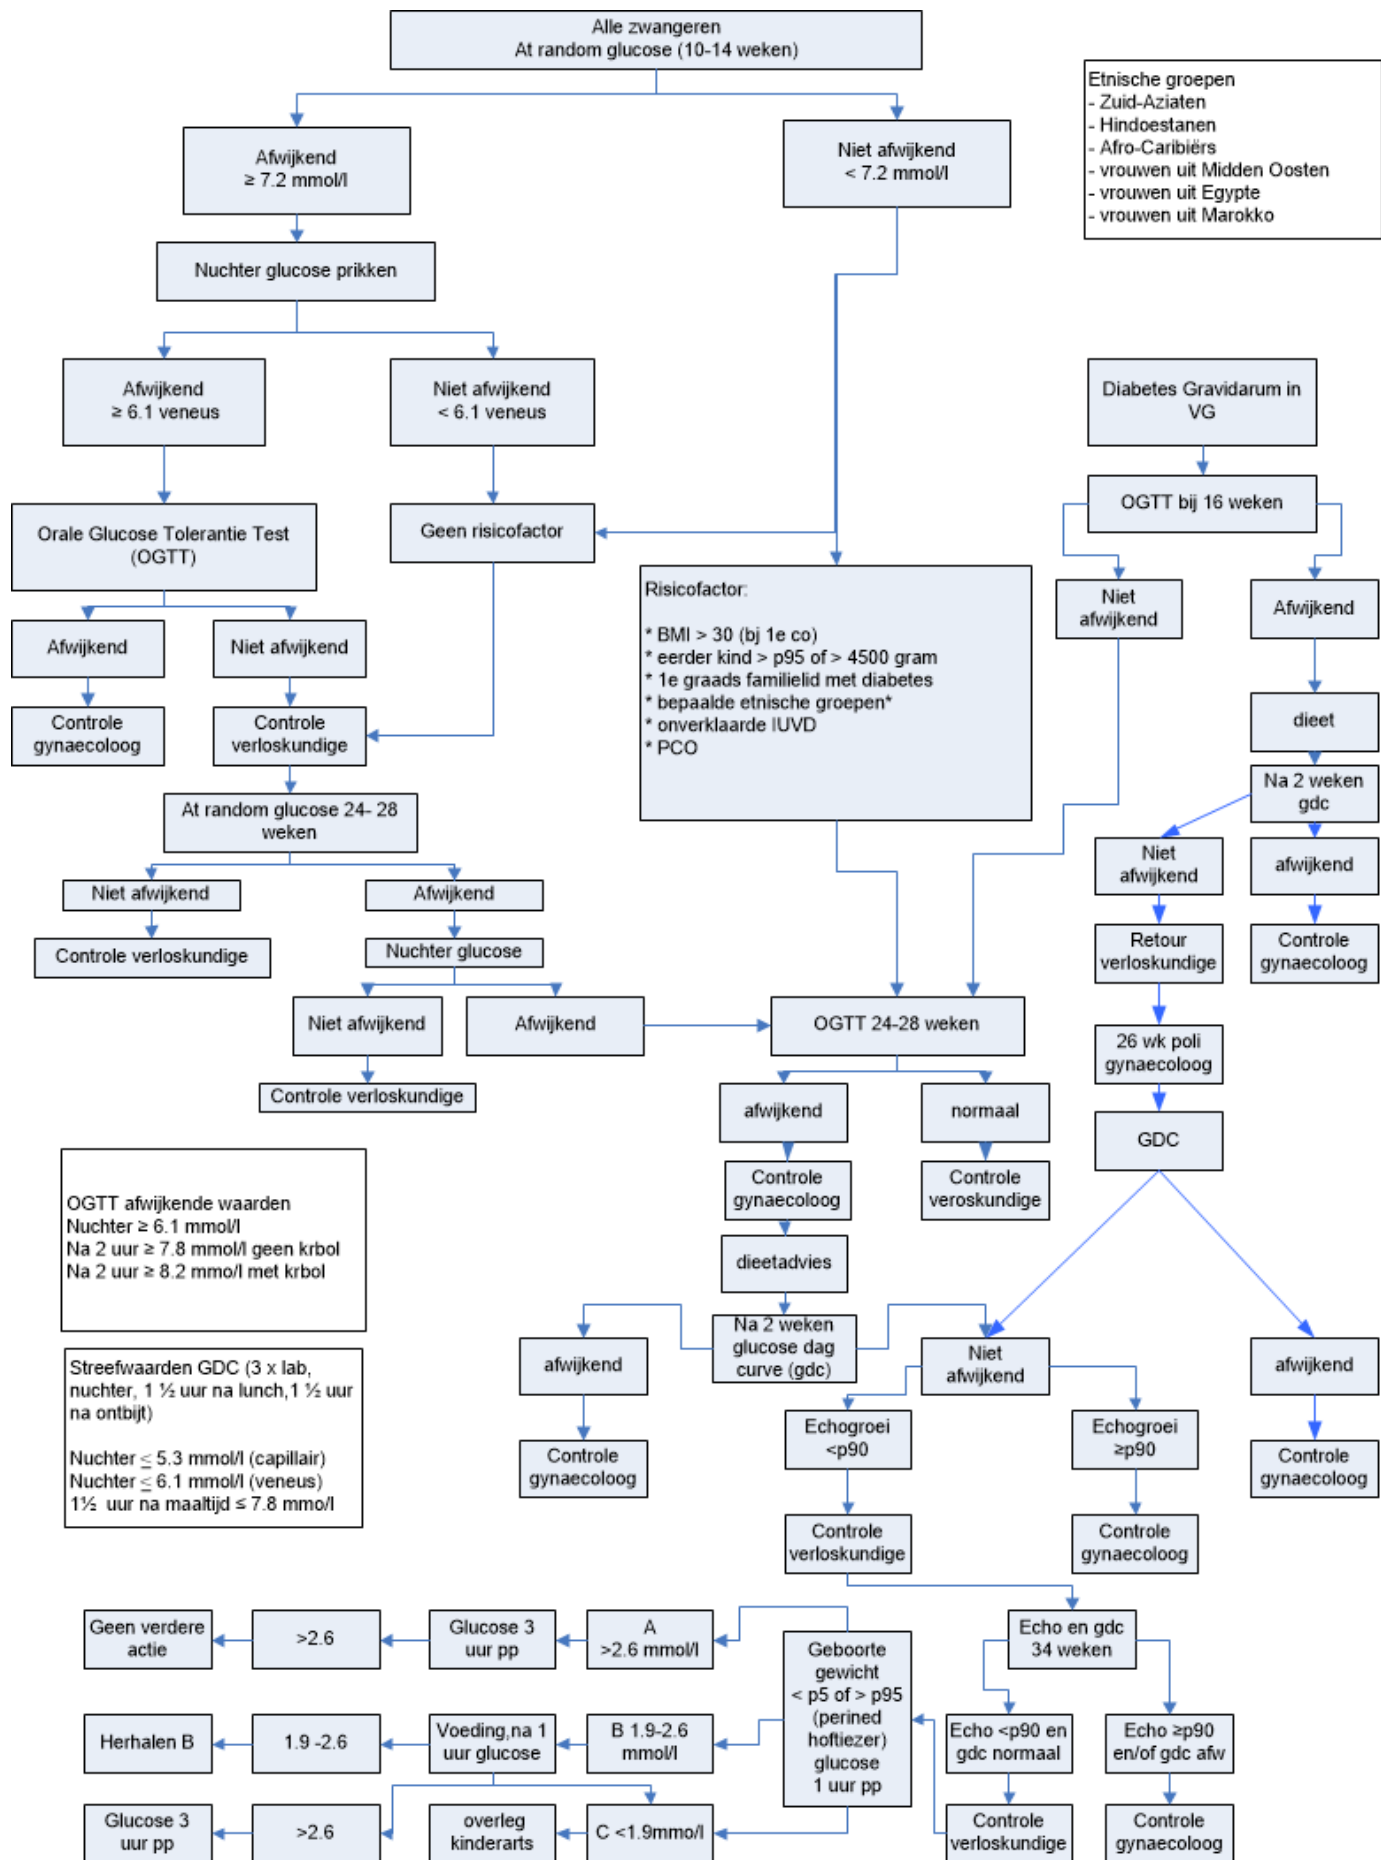 Alle zwangeren
At random glucose (10-14 weken)
Etnische groepen
- Zuid-Aziaten
- Hindoestanen
- Afro-Caribiërs
- vrouwen uit Midden Oosten
- vrouwen uit Egypte
- vrouwen uit Marokko
Afwijkend
≥ 7.2 mmol/l
Niet afwijkend
< 7.2 mmol/l
Nuchter glucose prikken
Afwijkend
≥ 6.1 veneus
Niet afwijkend
< 6.1 veneus
Diabetes Gravidarum in
VG
Orale Glucose Tolerantie Test
(OGTT)
Geen risicofactor
OGTT bij 16 weken
Risicofactor:
* BMI > 30 (bj 1e co)
* eerder kind > p95 of > 4500 gram
* 1e graads familielid met diabetes
* bepaalde etnische groepen*
* onverklaarde IUVD
* PCO
Niet
afwijkend
Afwijkend
Afwijkend
Niet afwijkend
Controle
gynaecoloog
Controle
verloskundige
dieet
Na 2 weken
gdc
At random glucose 24- 28
weken
Niet
afwijkend
afwijkend
Niet afwijkend
Afwijkend
Controle verloskundige
Nuchter glucose
Retour
verloskundige
Controle
gynaecoloog
Niet afwijkend
Afwijkend
OGTT 24-28 weken
26 wk poli
gynaecoloog
Controle verloskundige
afwijkend
normaal
GDC
Controle
gynaecoloog
Controle
veroskundige
OGTT afwijkende waarden
Nuchter ≥ 6.1 mmol/l
Na 2 uur ≥ 7.8 mmol/l geen krbol
Na 2 uur ≥ 8.2 mmo/l met krbol
dieetadvies
Na 2 weken
glucose dag
curve (gdc)
afwijkend
Niet
afwijkend
afwijkend
Streefwaarden GDC (3 x lab,
nuchter, 1 ½ uur na lunch,1 ½ uur
na ontbijt)
Nuchter ≤ 5.3 mmol/l (capillair)
Nuchter ≤ 6.1 mmol/l (veneus)
1½ uur na maaltijd ≤ 7.8 mmo/l
Echogroei
<p90
Echogroei
≥p90
Controle
gynaecoloog
Controle
gynaecoloog
Controle
verloskundige
Controle
gynaecoloog
Geen verdere
actie
>2.6
Glucose 3
uur pp
A
>2.6 mmol/l
Geboorte
gewicht
< p5 of > p95
(perined
hoftiezer)
glucose
1 uur pp
Echo en gdc
34 weken
Herhalen B
1.9 -2.6
Voeding,na 1
uur glucose
B 1.9-2.6
mmol/l
Echo <p90 en
gdc normaal
Echo ≥p90
en/of gdc afw
Glucose 3
uur pp
>2.6
overleg
kinderarts
C <1.9mmo/l
Controle
verloskundige
Controle
gynaecoloog